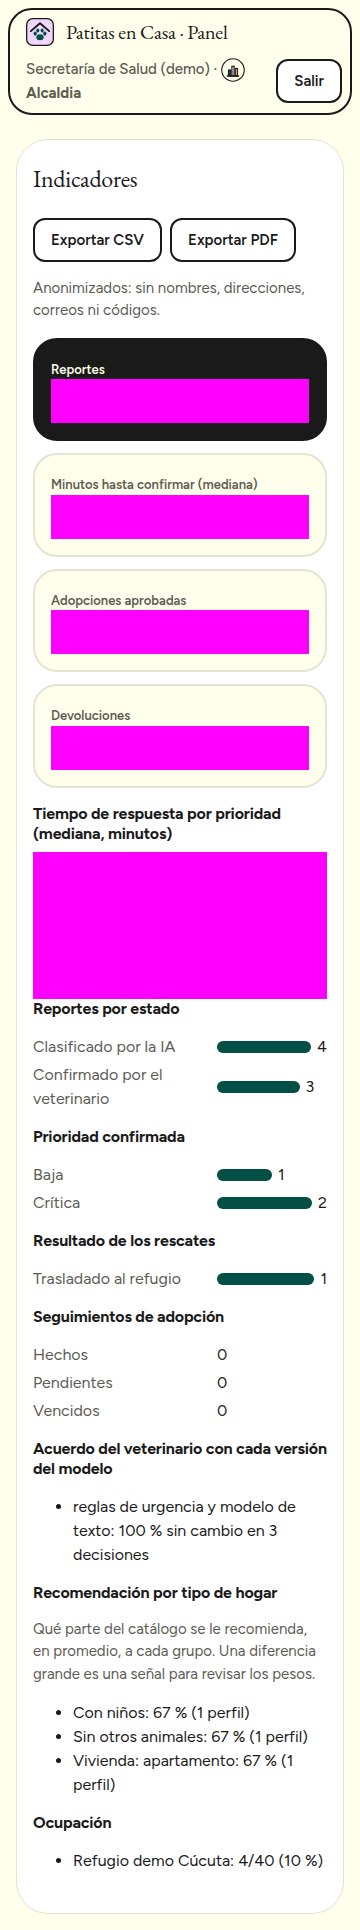 Patitas en Casa · Panel
Secretaría de Salud (demo) ·
Alcaldia
Salir
Indicadores
Exportar CSV
Exportar PDF
Anonimizados: sin nombres, direcciones,
correos ni códigos.
Reportes
Minutos hasta confirmar (mediana)
Adopciones aprobadas
Devoluciones
Tiempo de respuesta por prioridad
(mediana, minutos)
Reportes por estado
Clasificado por la IA 4
Confirmado por el
veterinario 3
Prioridad confirmada
Baja 1
Crítica 2
Resultado de los rescates
Trasladado al refugio 1
Seguimientos de adopción
Hechos 0
Pendientes 0
Vencidos 0
Acuerdo del veterinario con cada versión
del modelo
• reglas de urgencia y modelo de
texto: 100 % sin cambio en 3
decisiones
Recomendación por tipo de hogar
Qué parte del catálogo se le recomienda,
en promedio, a cada grupo. Una diferencia
grande es una señal para revisar los pesos.
• Con niños: 67 % (1 perfil)
• Sin otros animales: 67 % (1 perfil)
• Vivienda: apartamento: 67 % (1
perfil)
Ocupación
• Refugio demo Cúcuta: 4/40 (10 %)